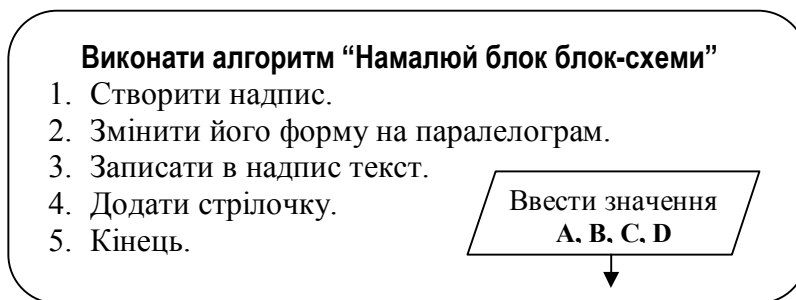 Виконати алгоритм “Намалюй блок блок-схеми”
1. Створити надпис.
2. Змінити його форму на паралелограм.
3. Записати в надпис текст.
4. Додати стрілочку.
5. Кінець.
Ввести значення
A, B, C, D